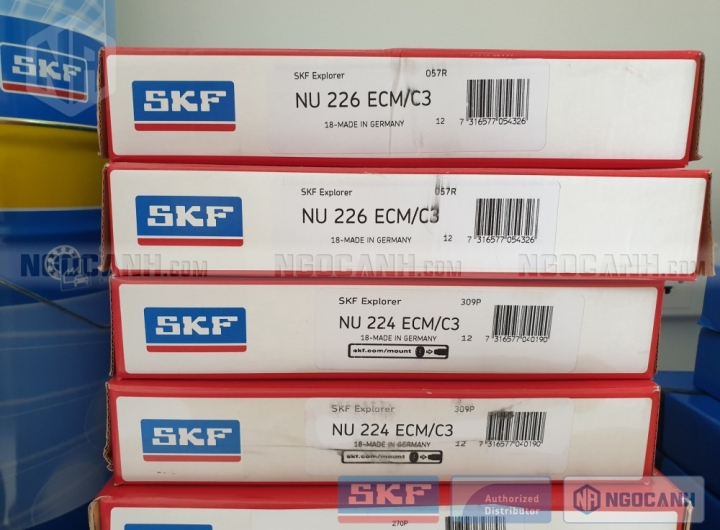 SKF
SKF
SKF Explorer 057R
NU 226 ECM/C3
18-MADE IN GERMANY 12 7 316577 054326
SKF
SKF Explorer 057R
NU 226 ECM/C3
18-MADE IN GERMANY 12 7 316577 054326
NGOCANH.COM NGOCANH.COM NGOCANH.COM
SKF
SKF Explorer 309P
NU 224 ECM/C3
18-MADE IN GERMANY 12 7 316577 040190
skf.com/mount
SKF
SKF Explorer 309P
NU 224 ECM/C3
18-MADE IN GERMANY 12 7 316577 040190
skf.com/mount
SKF
Authorized
Distributor
NGOCANH
270P